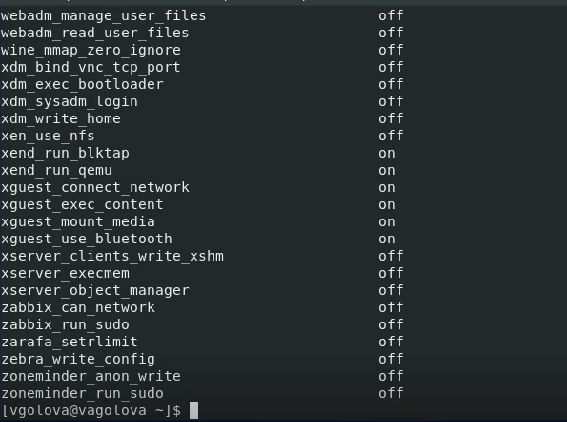 webadm_manage_user_files off
webadm_read_user_files off
wine_mmap_zero_ignore off
xdm_bind_vnc_tcp_port off
xdm_exec_bootloader off
xdm_sysadm_login off
xdm_write_home off
xen_use_nfs off
xend_run_blktap on
xend_run_qemu on
xguest_connect_network on
xguest_exec_content on
xguest_mount_media on
xguest_use_bluetooth on
xserver_clients_write_xshm off
xserver_execmem off
xserver_object_manager off
zabbix_can_network off
zabbix_run_sudo off
zarafa_setrlimit off
zebra_write_config off
zoneminder_anon_write off
zoneminder_run_sudo off
[vgolova@vagolova ~]$